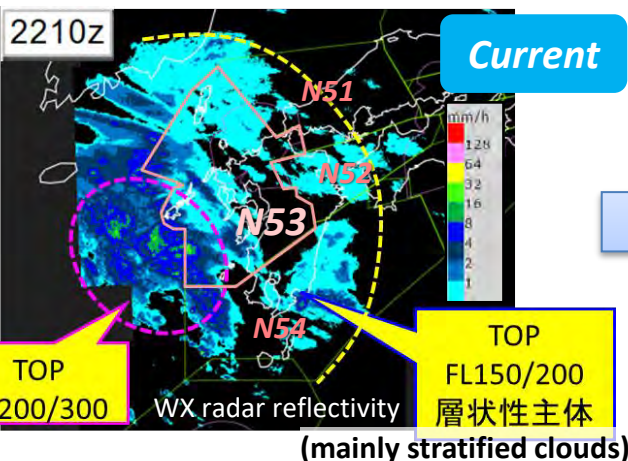 2210z
Current
N51
mm/h
128
64
32
16
8
4
2
1
N52
N53
N54
TOP
200/300
WX radar reflectivity
TOP
FL150/200
層状性主体
(mainly stratified clouds)